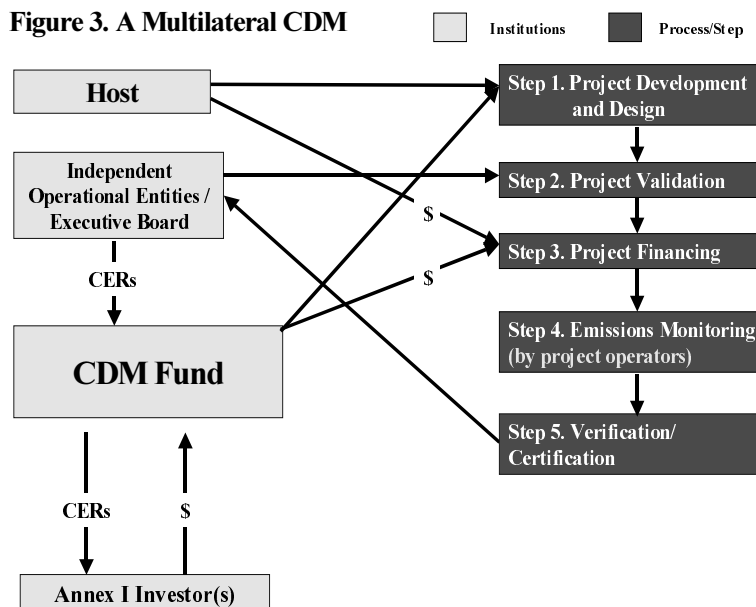 Figure 3. A Multilateral CDM
Institutions
Process/Step
Host
Step 1. Project Development
and Design
Independent
Operational Entities /
Executive Board
Step 2. Project Validation
$
Step 3. Project Financing
CERs
$
CDM Fund
Step 4. Emissions Monitoring
(by project operators)
Step 5. Verification/
Certification
CERs
$
Annex I Investor(s)